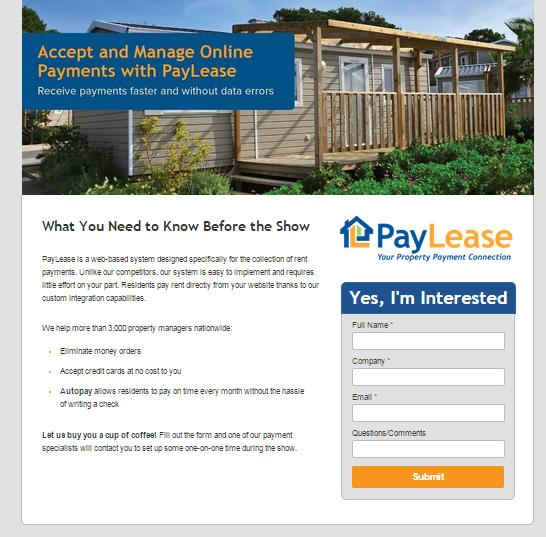 Accept and Manage Online
Payments with PayLease
Receive payments faster and without data errors
What You Need to Know Before the Show
PayLease is a web-based system designed specifically for the collection of rent
payments. Unlike our competitors, our system is easy to implement and requires
little effort on your part. Residents pay rent directly from your website thanks to our
custom integration capabilities.
We help more than 3,000 property managers nationwide:
Eliminate money orders
Accept credit cards at no cost to you
Autopay allows residents to pay on time every month without the hassle
of writing a check
Let us buy you a cup of coffee! Fill out the form and one of our payment
specialists will contact you to set up some one-on-one time during the show.
PayLease
Your Property Payment Connection
Yes, I'm Interested
Full Name *
Company *
Email *
Questions/Comments
Submit